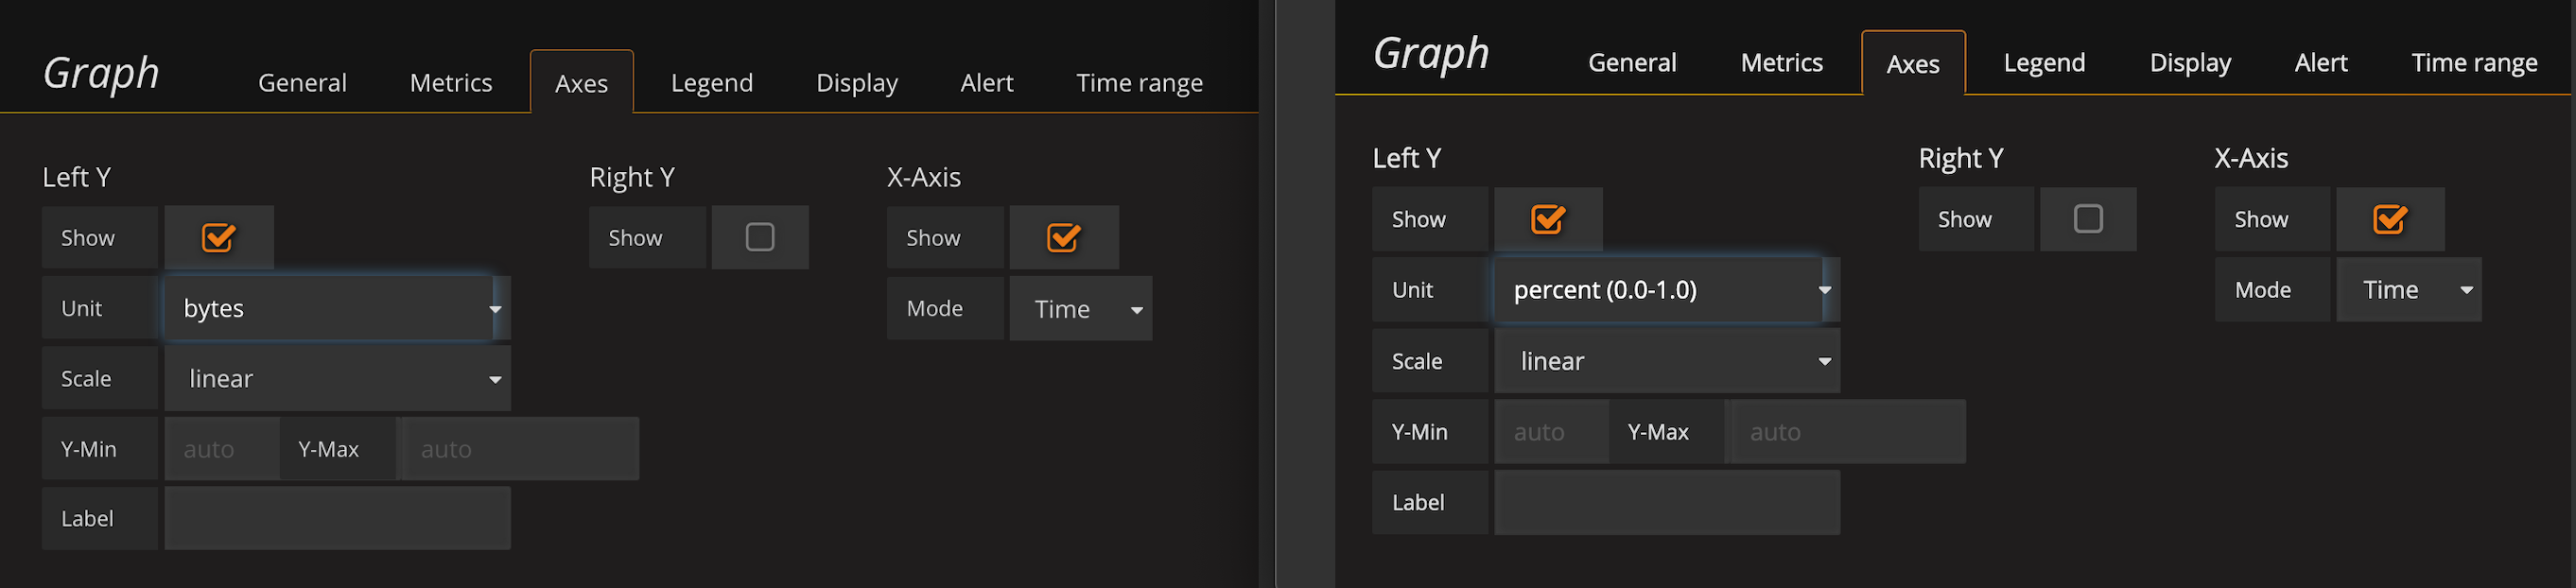 Graph General Metrics Axes Legend Display Alert Time range
Left Y Right Y X-Axis
Show Show Show
Unit bytes Mode Time
Scale linear
Y-Min auto Y-Max auto
Label
Graph General Metrics Axes Legend Display Alert Time range
Left Y Right Y X-Axis
Show Show Show
Unit percent (0.0-1.0) Mode Time
Scale linear
Y-Min auto Y-Max auto
Label